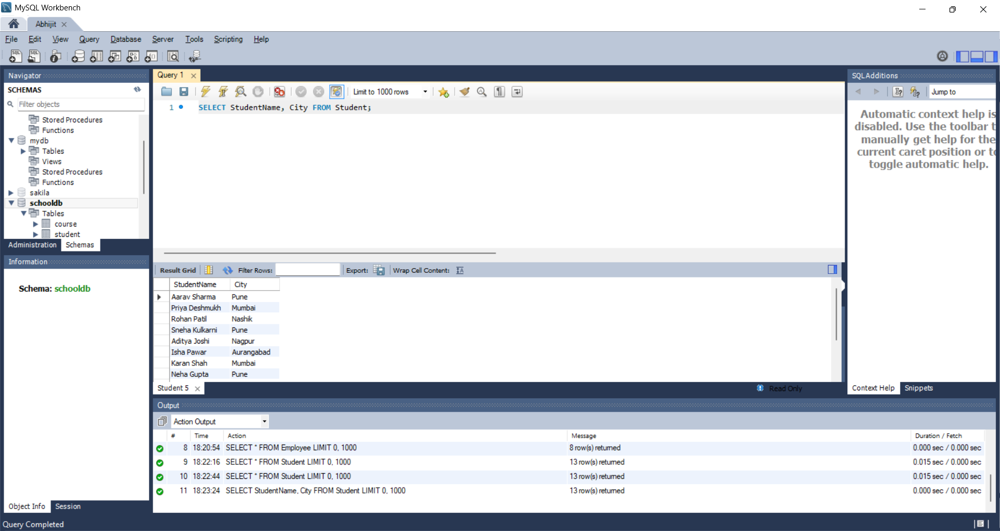 MySQL Workbench
Abhijit
File Edit View Query Database Server Tools Scripting Help
Navigator
SCHEMAS
Filter objects
Stored Procedures
Functions
mydb
Tables
Views
Stored Procedures
Functions
sakila
schooldb
Tables
course
student
Administration Schemas
Information
Schema: schooldb
Object Info Session
Query 1
Limit to 1000 rows
1 SELECT StudentName, City FROM Student;
Result Grid Filter Rows: Export: Wrap Cell Content:
StudentName City
Aarav Sharma Pune
Priya Deshmukh Mumbai
Rohan Patil Nashik
Sneha Kulkarni Pune
Aditya Joshi Nagpur
Isha Pawar Aurangabad
Karan Shah Mumbai
Neha Gupta Pune
Student 5
Read Only
SQLAdditions
Jump to
Automatic context help is
disabled. Use the toolbar t
manually get help for the
current caret position or to
toggle automatic help.
Context Help Snippets
Output
Action Output
# Time Action Message Duration / Fetch
8 18:20:54 SELECT * FROM Employee LIMIT 0, 1000 8 row(s) returned 0.000 sec / 0.000 sec
9 18:22:16 SELECT * FROM Student LIMIT 0, 1000 13 row(s) returned 0.015 sec / 0.000 sec
10 18:22:44 SELECT * FROM Student LIMIT 0, 1000 13 row(s) returned 0.015 sec / 0.000 sec
11 18:23:24 SELECT StudentName, City FROM Student LIMIT 0, 1000 13 row(s) returned 0.000 sec / 0.000 sec
Query Completed